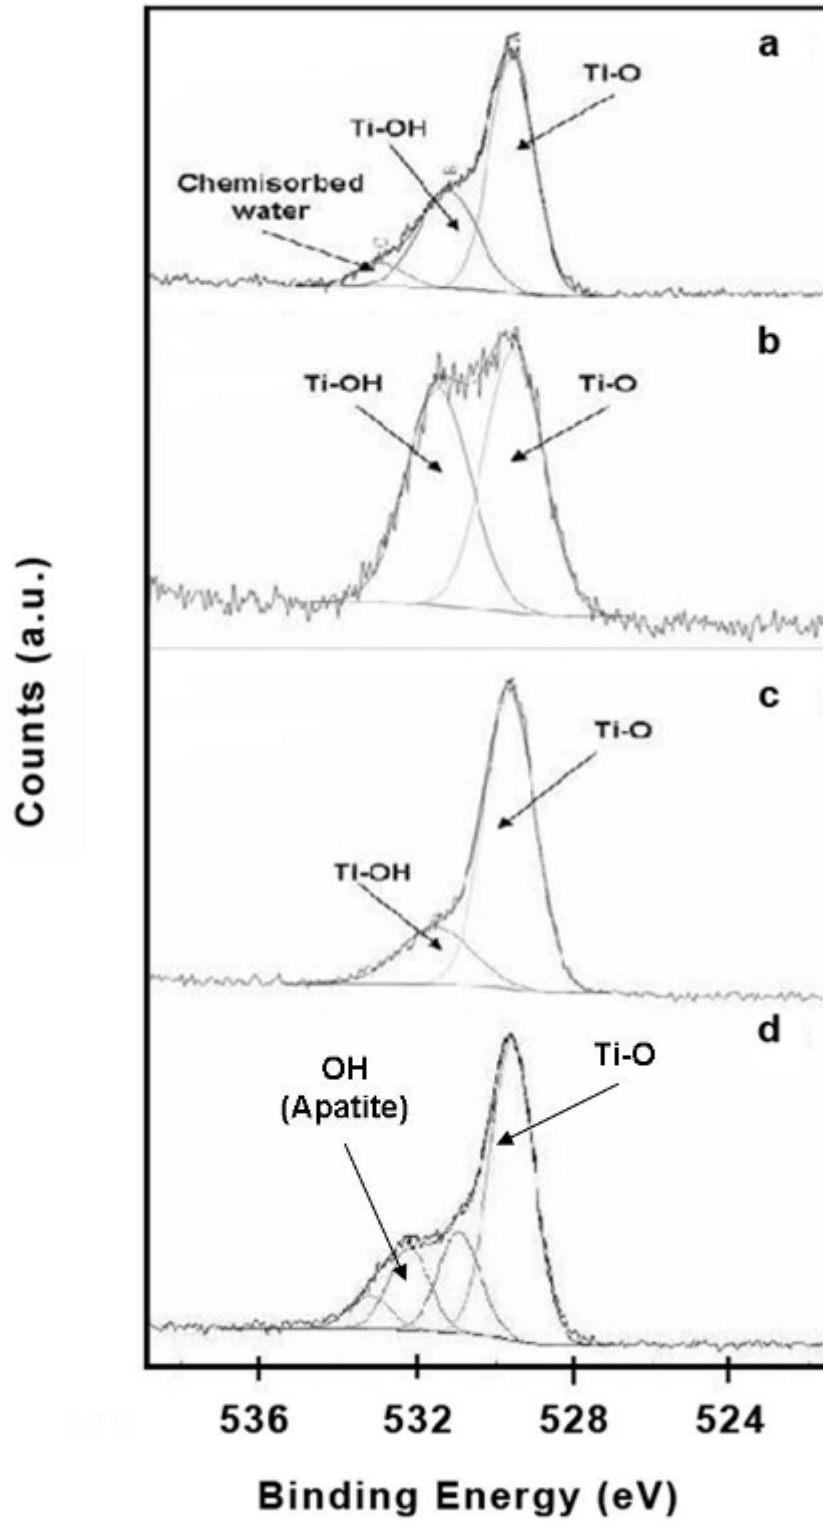 a
Ti-O
Ti-OH
Chemisorbed
water
B
C
b
Ti-OH
Ti-O
c
Ti-O
Ti-OH
d
Ti-O
OH
(Apatite)
Counts (a.u.)
536 532 528 524
Binding Energy (eV)